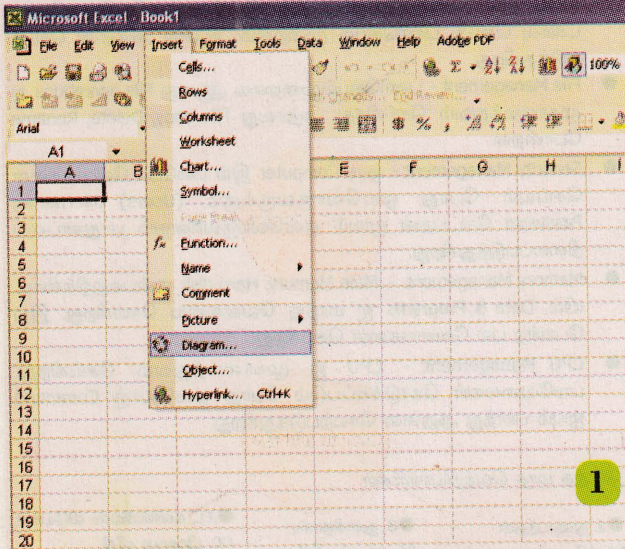 Microsoft Excel - Book1
File Edit View Insert Format Tools Data Window Help Adobe PDF
100%
Arial
A1
Cells...
Rows
Columns
Worksheet
Chart...
Symbol...
Function...
Name
Comment
Picture
Diagram...
Object...
Hyperlink... Ctrl+K
A B E F G H I
1
2
3
4
5
6
7
8
9
10
11
12
13
14
15
16
17
18
19
20
1